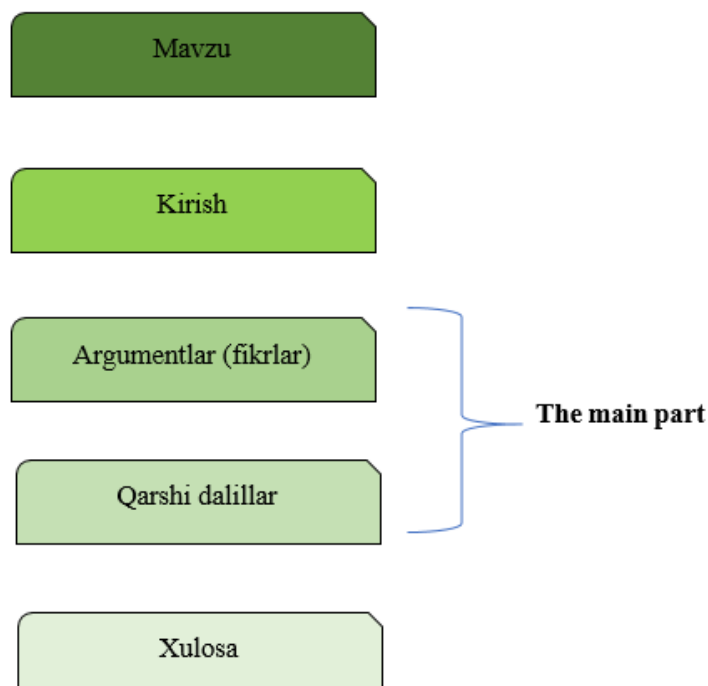 Mavzu
Kirish
Argumentlar (fikrlar)
The main part
Qarshi dalillar
Xulosa